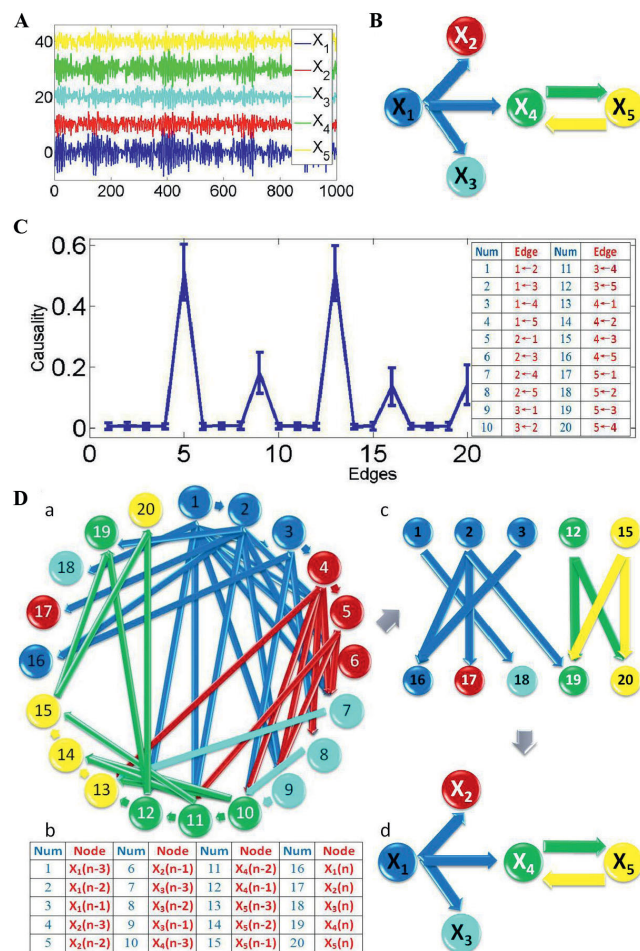 A
40
20
0
0 200 400 600 800 1000
X1
X2
X3
X4
X5
B
X2
X1 X4 X5
X3
C
Causality
0.6
0.4
0.2
0
0 5 10 15 20
Edges
Num Edge Num Edge
1 1←2 11 3←4
2 1←3 12 3←5
3 1←4 13 4←1
4 1←5 14 4←2
5 2←1 15 4←3
6 2←3 16 4←5
7 2←4 17 5←1
8 2←5 18 5←2
9 3←1 19 5←3
10 3←2 20 5←4
D
a
1
2
3
4
5
6
7
8
9
10
11
12
13
14
15
16
17
18
19
20
c
1 2 3 12 15
16 17 18 19 20
b
Num Node Num Node Num Node Num Node
1 X1(n-3) 6 X2(n-1) 11 X4(n-2) 16 X1(n)
2 X1(n-2) 7 X3(n-3) 12 X4(n-1) 17 X2(n)
3 X1(n-1) 8 X3(n-2) 13 X5(n-3) 18 X3(n)
4 X2(n-3) 9 X3(n-1) 14 X5(n-2) 19 X4(n)
5 X2(n-2) 10 X4(n-3) 15 X5(n-1) 20 X5(n)
d
X2
X1 X4 X5
X3